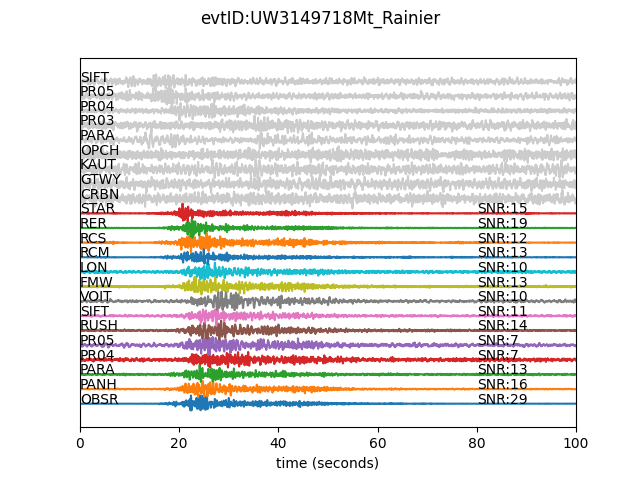 evtID:UW3149718Mt_Rainier
SIFT
PR05
PR04
PR03
PARA
OPCH
KAUT
GTWY
CRBN
STAR SNR:15
RER SNR:19
RCS SNR:12
RCM SNR:13
LON SNR:10
FMW SNR:13
VOIT SNR:10
SIFT SNR:11
RUSH SNR:14
PR05 SNR:7
PR04 SNR:7
PARA SNR:13
PANH SNR:16
OBSR SNR:29
0 20 40 60 80 100
time (seconds)